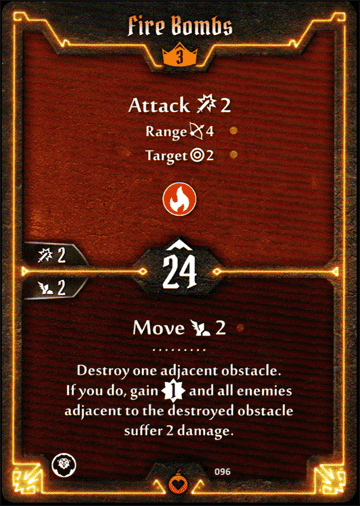 Fire Bombs
3
Attack 2
Range 4
Target 2
2
24
2
Move 2
Destroy one adjacent obstacle.
If you do, gain 1 and all enemies
adjacent to the destroyed obstacle
suffer 2 damage.
096